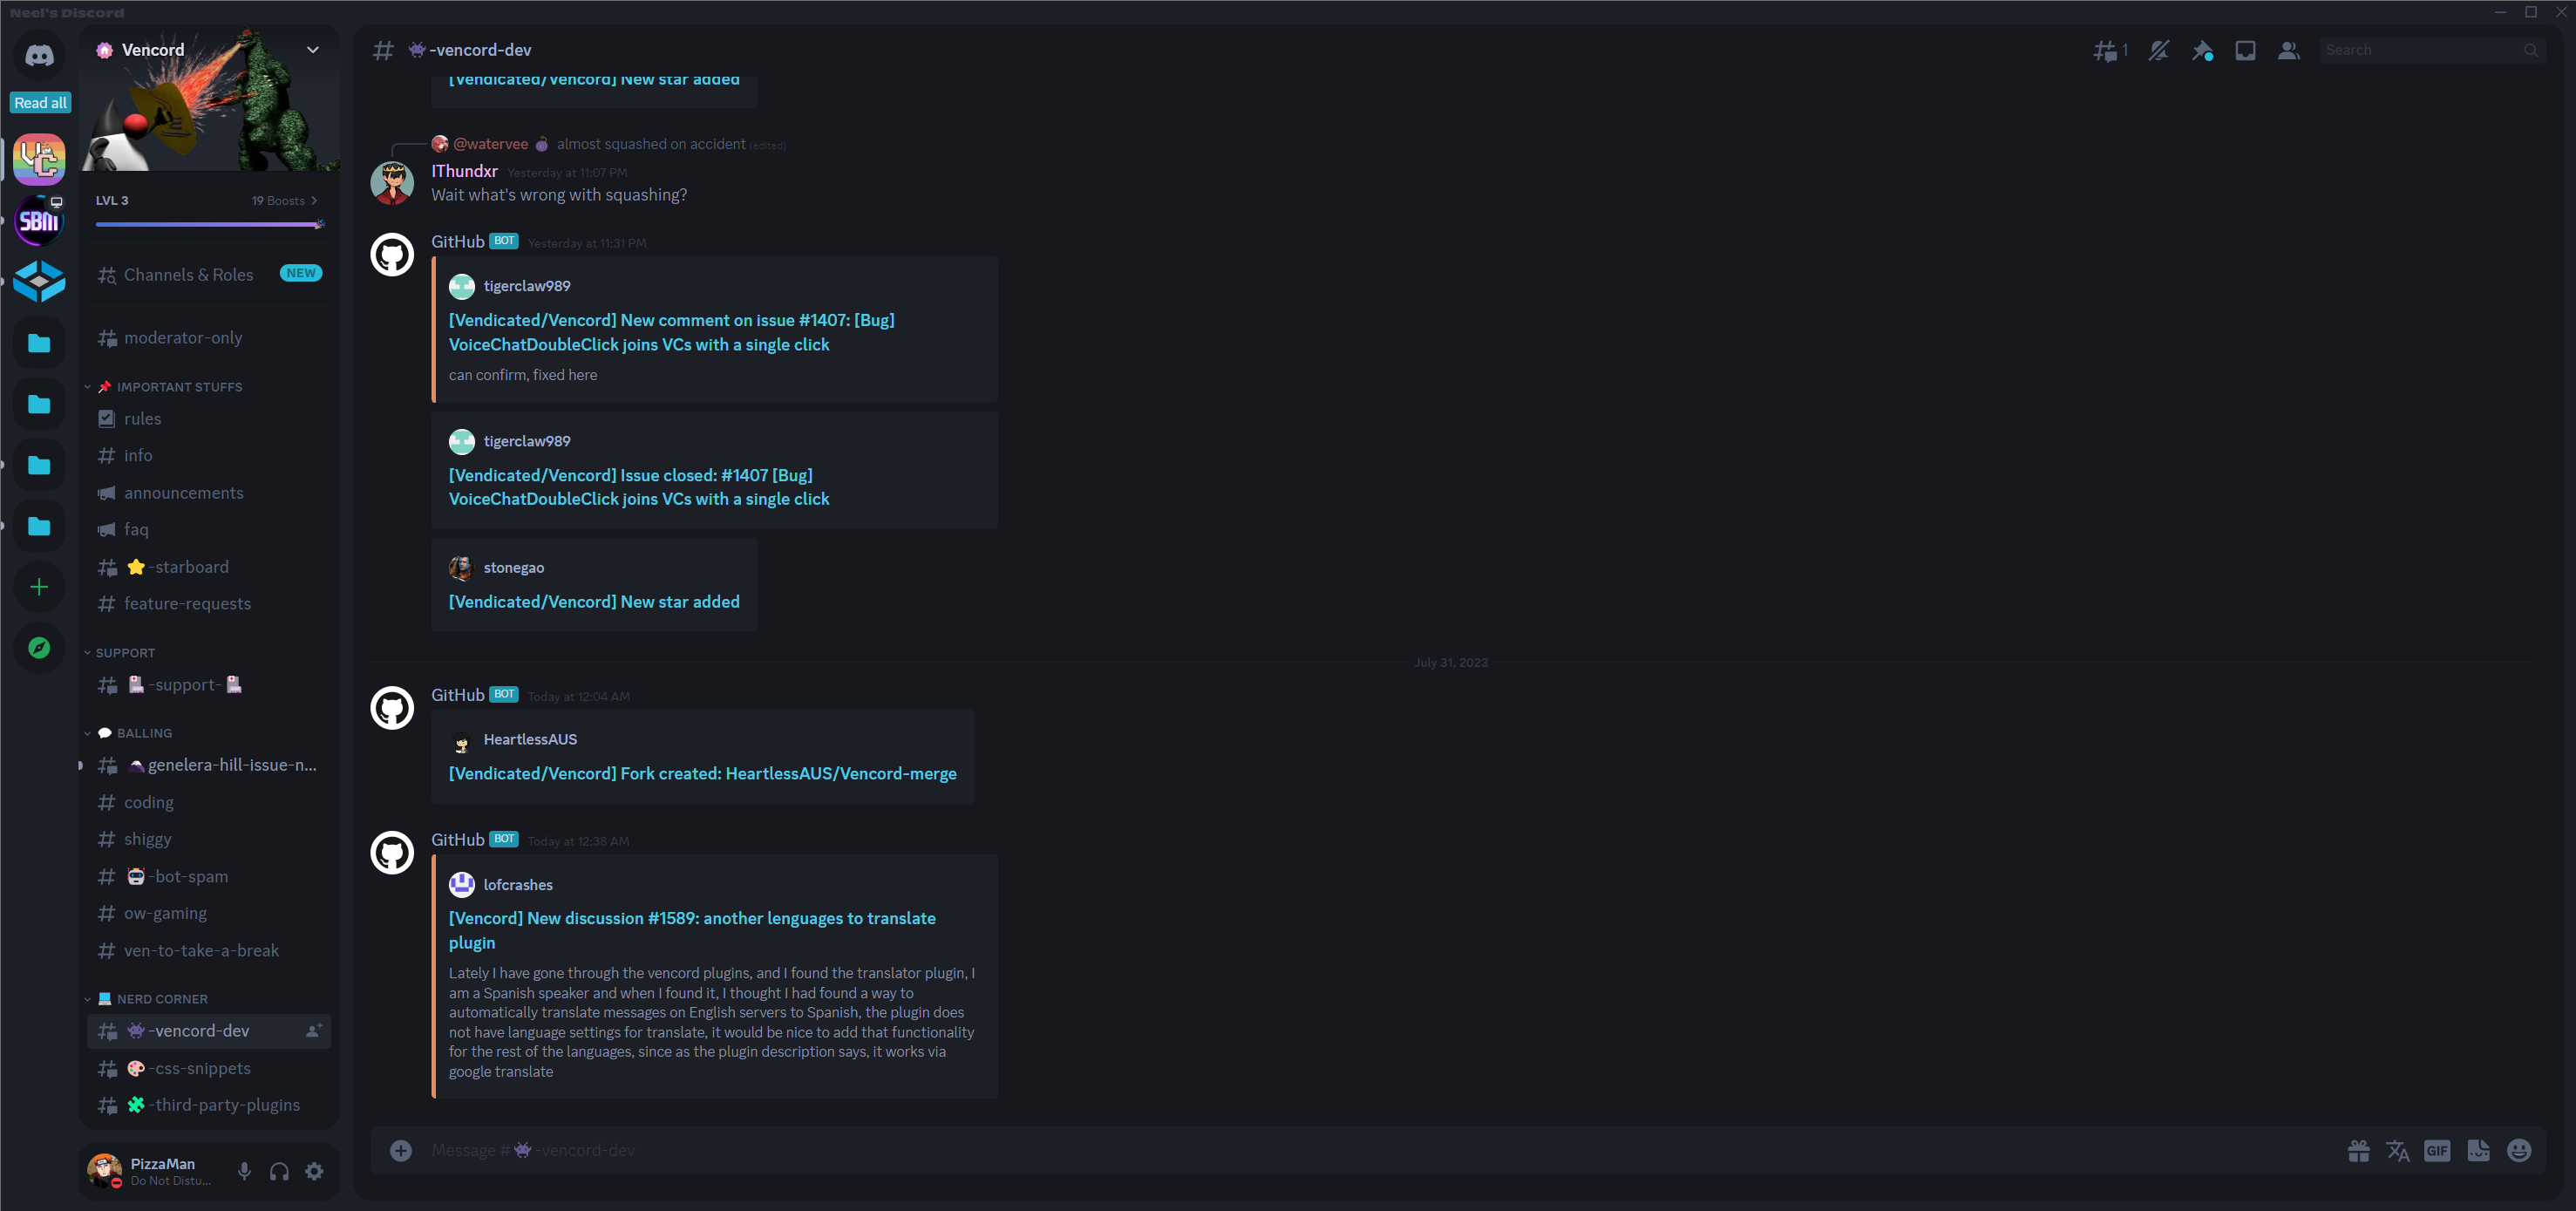 Neel's Discord
Vencord
Read all
SBM
LVL 3
19 Boosts
Channels & Roles
NEW
moderator-only
IMPORTANT STUFFS
rules
info
announcements
faq
-starboard
feature-requests
SUPPORT
-support-
BALLING
genelera-hill-issue-n...
coding
shiggy
-bot-spam
ow-gaming
ven-to-take-a-break
NERD CORNER
-vencord-dev
-css-snippets
-third-party-plugins
PizzaMan
Do Not Distu...
-vencord-dev
1
Search
[Vendicated/Vencord] New star added
@watervee almost squashed on accident (edited)
IThundxr Yesterday at 11:07 PM
Wait what's wrong with squashing?
GitHub BOT Yesterday at 11:31 PM
tigerclaw989
[Vendicated/Vencord] New comment on issue #1407: [Bug]
VoiceChatDoubleClick joins VCs with a single click
can confirm, fixed here
tigerclaw989
[Vendicated/Vencord] Issue closed: #1407 [Bug]
VoiceChatDoubleClick joins VCs with a single click
stonegao
[Vendicated/Vencord] New star added
July 31, 2023
GitHub BOT Today at 12:04 AM
HeartlessAUS
[Vendicated/Vencord] Fork created: HeartlessAUS/Vencord-merge
GitHub BOT Today at 12:38 AM
lofcrashes
[Vencord] New discussion #1589: another lenguages to translate
plugin
Lately I have gone through the vencord plugins, and I found the translator plugin, I
am a Spanish speaker and when I found it, I thought I had found a way to
automatically translate messages on English servers to Spanish, the plugin does
not have language settings for translate, it would be nice to add that functionality
for the rest of the languages, since as the plugin description says, it works via
google translate
Message #-vencord-dev
GIF